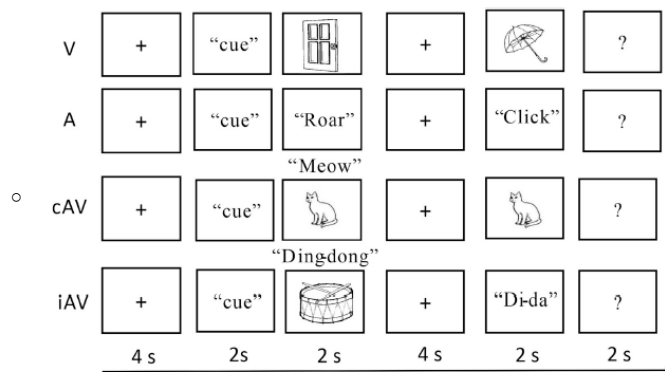 V + "cue" + ?
A + "cue" "Roar" + "Click" ?
"Meow"
cAV + "cue" + ?
"Dingdong"
iAV + "cue" + "Di-da" ?
4 s 2s 2 s 4 s 2 s 2 s